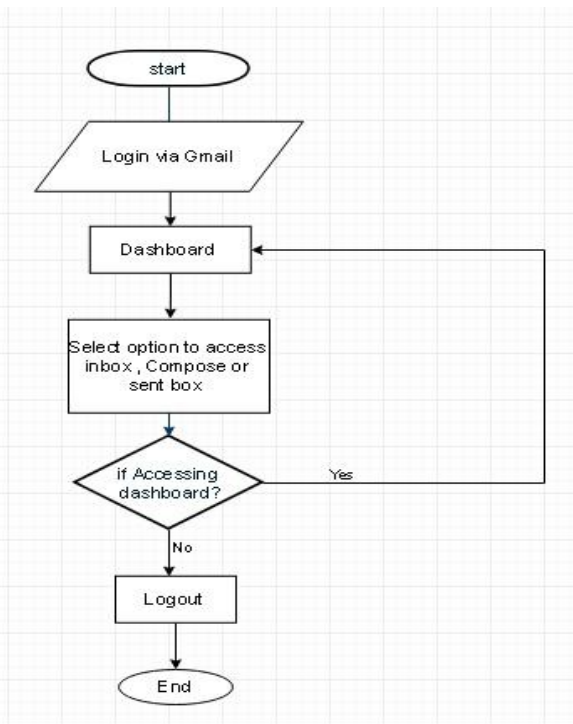 start
Login via Gmail
Dashboard
Select option to access
inbox , Compose or
sent box
if Accessing
dashboard?
Yes
No
Logout
End